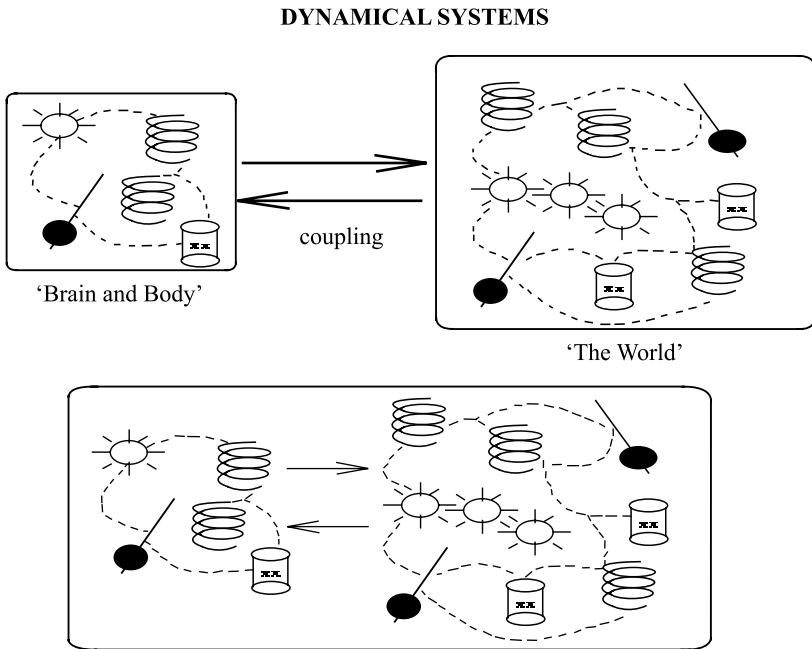 DYNAMICAL SYSTEMS
coupling
‘Brain and Body’
‘The World’